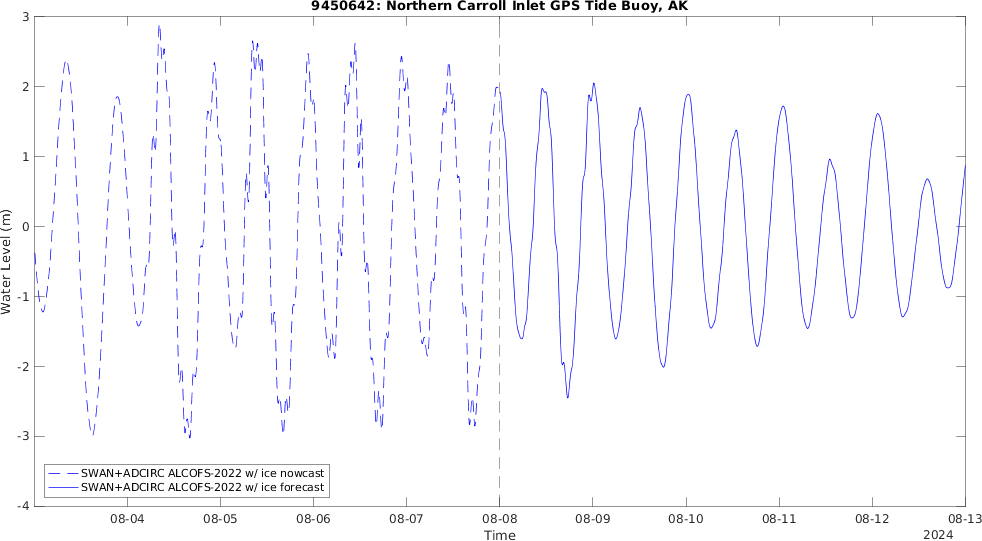 9450642: Northern Carroll Inlet GPS Tide Buoy, AK
3
2
1
0
-1
-2
-3
-4
Water Level (m)
SWAN+ADCIRC ALCOFS-2022 w/ ice nowcast
SWAN+ADCIRC ALCOFS-2022 w/ ice forecast
08-04 08-05 08-06 08-07 08-08 08-09 08-10 08-11 08-12 08-13
Time
2024